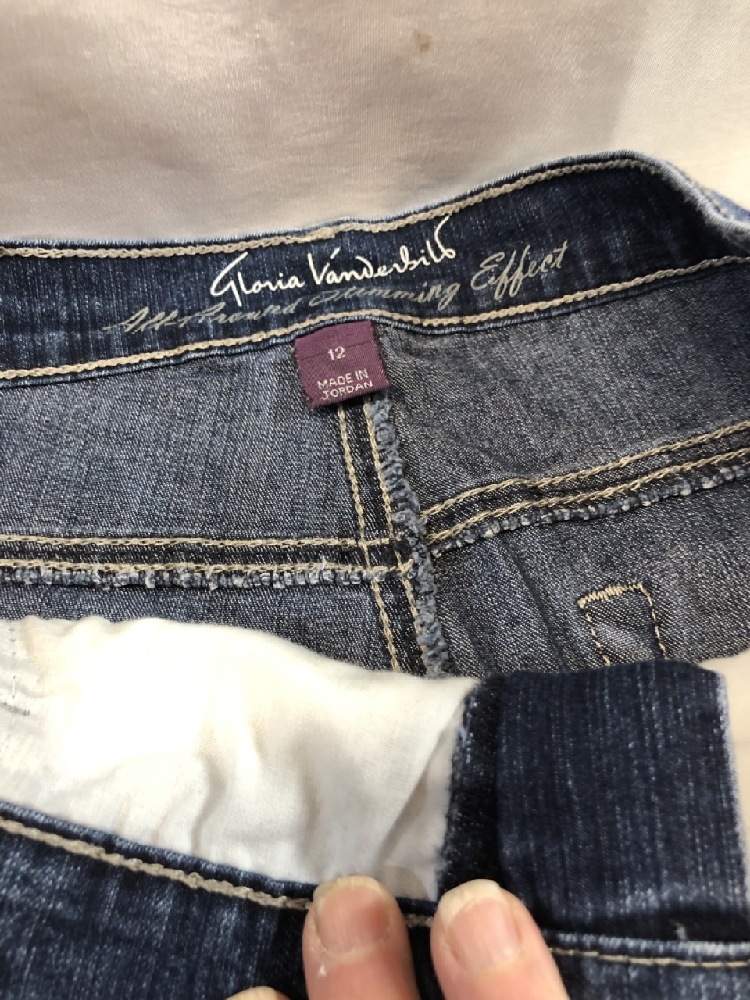 Gloria Vanderbilt
All Around Slimming Effect
12
MADE IN
JORDAN